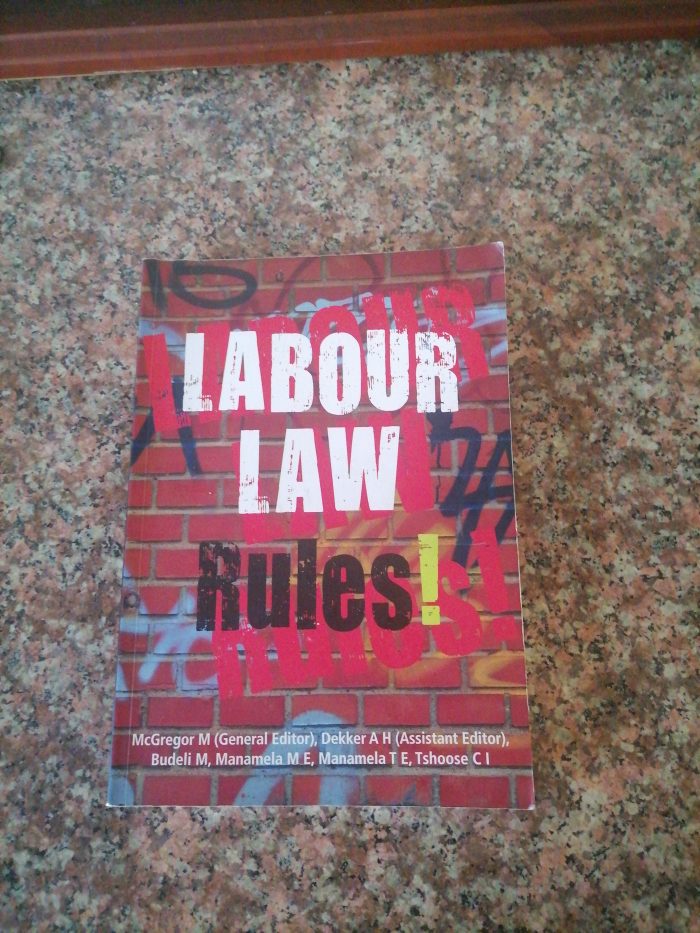 LABOUR
LAW
Rules!
McGregor M (General Editor), Dekker A H (Assistant Editor),
Budeli M, Manamela M E, Manamela T E, Tshoose C I